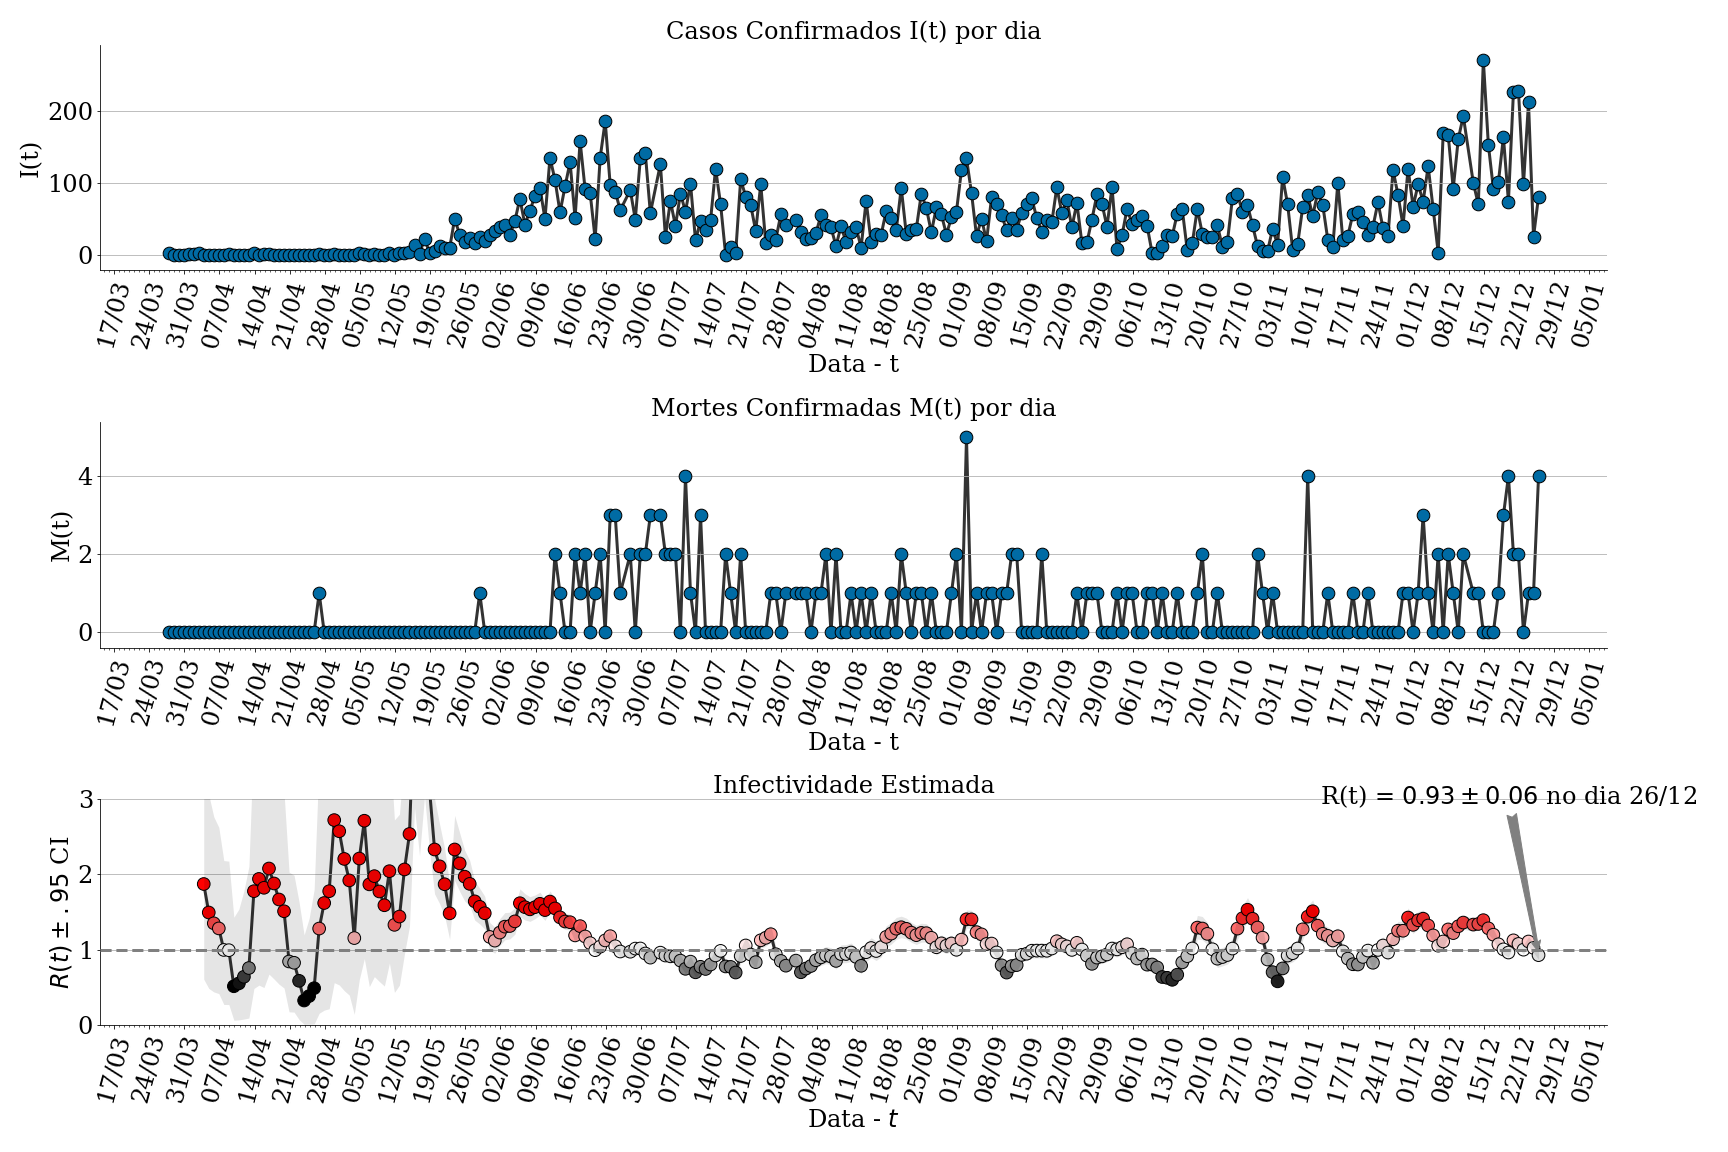 Casos Confirmados I(t) por dia
I(t)
200
100
0
17/03 24/03 31/03 07/04 14/04 21/04 28/04 05/05 12/05 19/05 26/05 02/06 09/06 16/06 23/06 30/06 07/07 14/07 21/07 28/07 04/08 11/08 18/08 25/08 01/09 08/09 15/09 22/09 29/09 06/10 13/10 20/10 27/10 03/11 10/11 17/11 24/11 01/12 08/12 15/12 22/12 29/12 05/01
Data - t
Mortes Confirmadas M(t) por dia
M(t)
4
2
0
17/03 24/03 31/03 07/04 14/04 21/04 28/04 05/05 12/05 19/05 26/05 02/06 09/06 16/06 23/06 30/06 07/07 14/07 21/07 28/07 04/08 11/08 18/08 25/08 01/09 08/09 15/09 22/09 29/09 06/10 13/10 20/10 27/10 03/11 10/11 17/11 24/11 01/12 08/12 15/12 22/12 29/12 05/01
Data - t
Infectividade Estimada
R(t) = 0.93 ± 0.06 no dia 26/12
R(t) ± .95 CI
3
2
1
0
17/03 24/03 31/03 07/04 14/04 21/04 28/04 05/05 12/05 19/05 26/05 02/06 09/06 16/06 23/06 30/06 07/07 14/07 21/07 28/07 04/08 11/08 18/08 25/08 01/09 08/09 15/09 22/09 29/09 06/10 13/10 20/10 27/10 03/11 10/11 17/11 24/11 01/12 08/12 15/12 22/12 29/12 05/01
Data - t